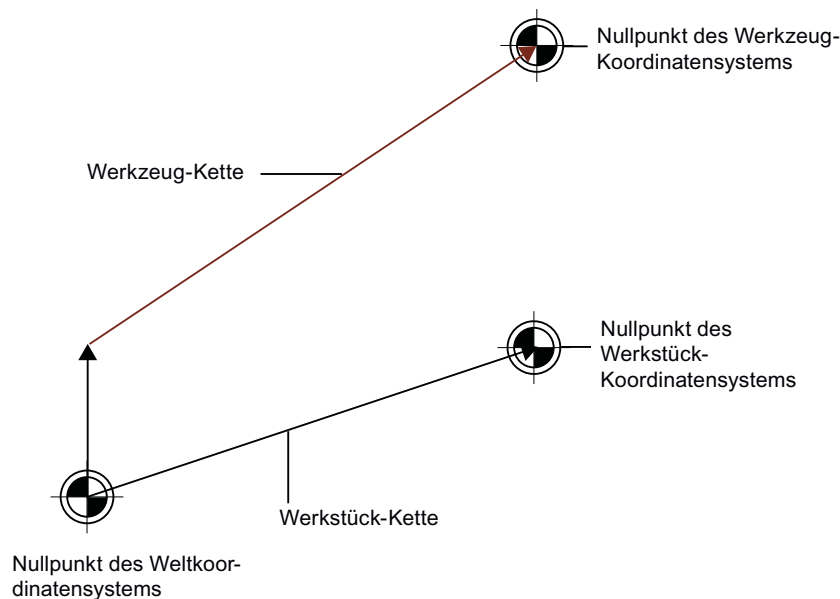 Nullpunkt des Werkzeug-
Koordinatensystems
Werkzeug-Kette
Nullpunkt des
Werkstück-
Koordinatensystems
Werkstück-Kette
Nullpunkt des Weltkoor-
dinatensystems